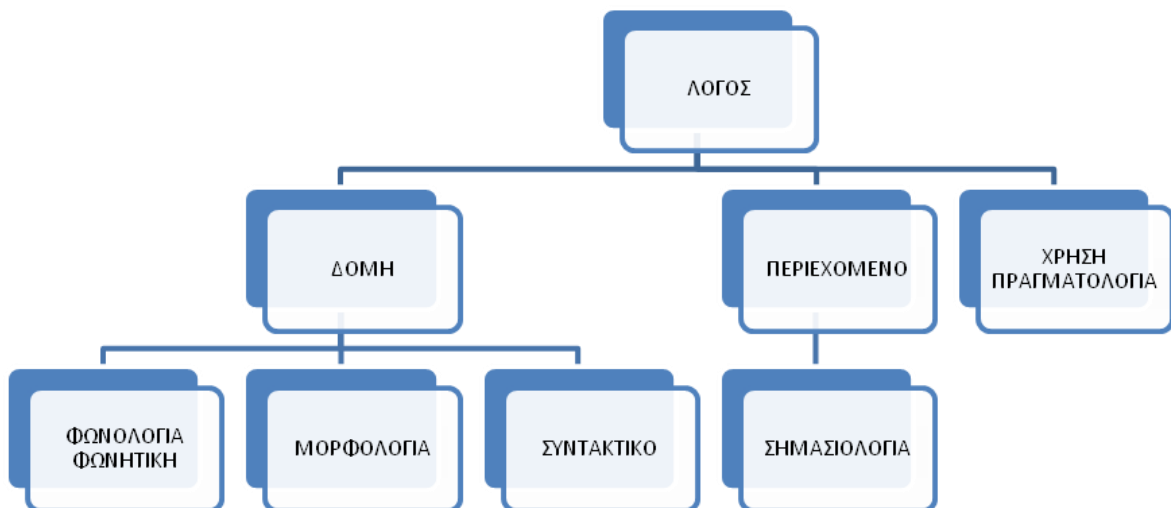 ΛΟΓΟΣ
ΔΟΜΗ
ΠΕΡΙΕΧΟΜΕΝΟ
ΧΡΗΣΗ
ΠΡΑΓΜΑΤΟΛΟΓΙΑ
ΦΩΝΟΛΟΓΙΑ
ΦΩΝΗΤΙΚΗ
ΜΟΡΦΟΛΟΓΙΑ
ΣΥΝΤΑΚΤΙΚΟ
ΣΗΜΑΣΙΟΛΟΓΙΑ